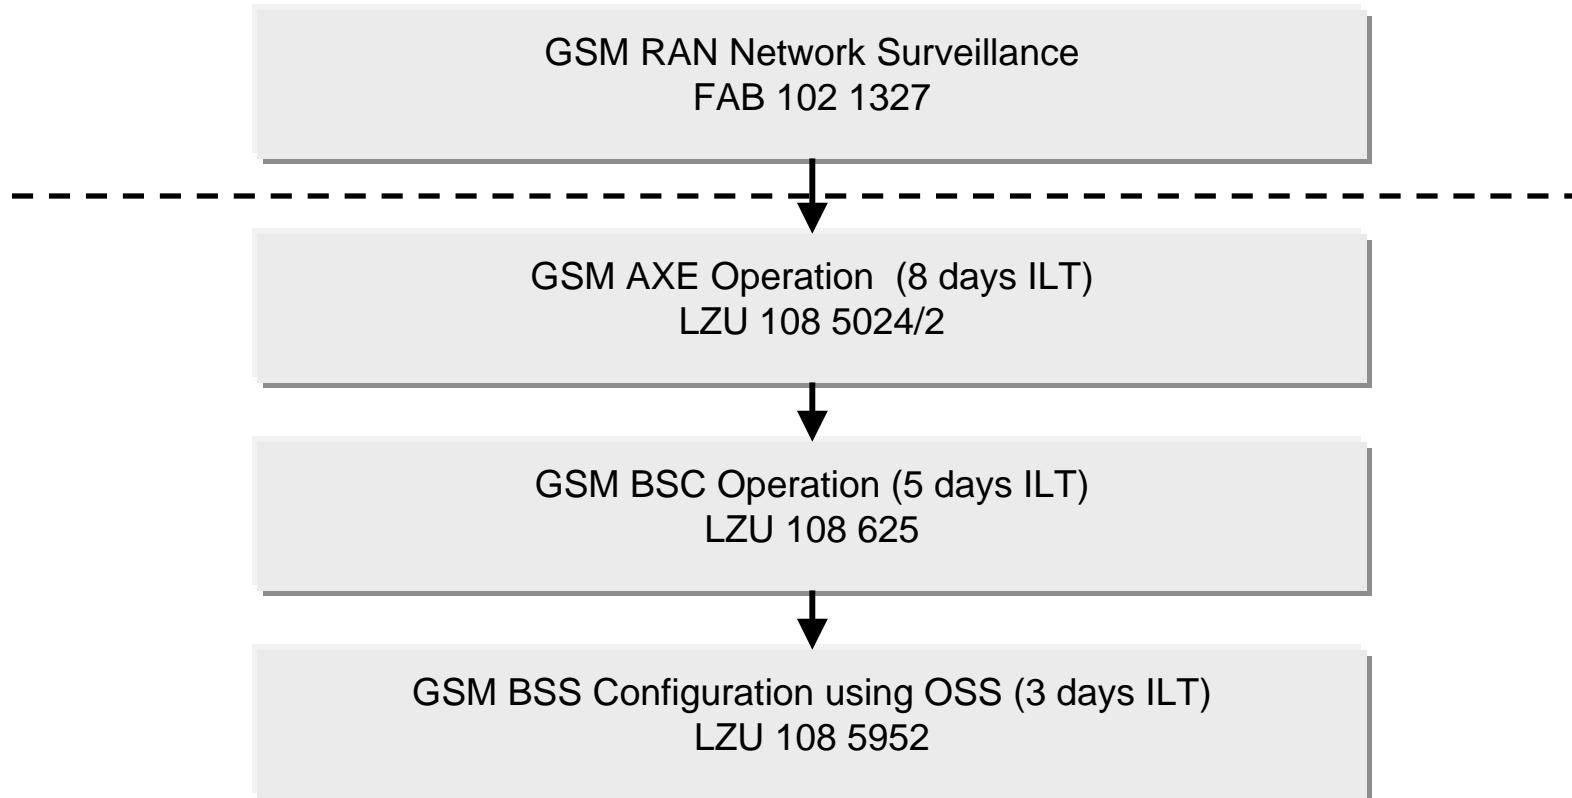 GSM RAN Network Surveillance
FAB 102 1327
GSM AXE Operation  (8 days ILT)
LZU 108 5024/2
GSM BSC Operation (5 days ILT)
LZU 108 625
GSM BSS Configuration using OSS (3 days ILT)
LZU 108 5952